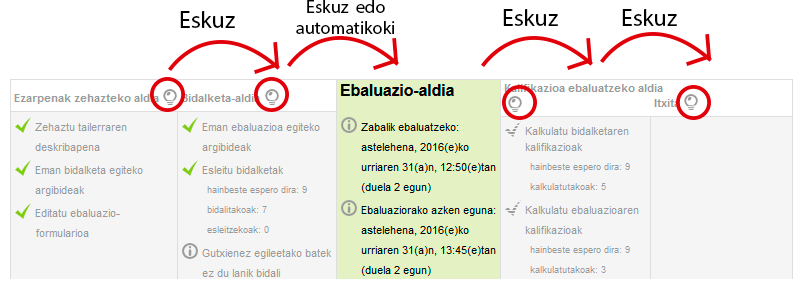 Eskuz
Eskuz edo
automatikoki
Eskuz
Eskuz
Ezarpenak zehazteko aldia
Zehaztu tailerraren
deskribapena
Eman bidalketa egiteko
argibideak
Editatu ebaluazio-
formularioa
Bidalketa-aldia
Eman ebaluazioa egiteko
argibideak
Esleitu bidalketak
hainbeste espero dira: 9
bidalitakoak: 7
esleitzekoak: 0
Gutxienez egileetako batek
ez du lanik bidali
Ebaluazio-aldia
Zabalik ebaluatzeko:
astelehena, 2016(e)ko
urriaren 31(a)n, 12:50(e)tan
(duela 2 egun)
Ebaluaziorako azken eguna:
astelehena, 2016(e)ko
urriaren 31(a)n, 13:45(e)tan
(duela 2 egun)
Kalifikazioa ebaluatzeko aldia
Kalkulatu bidalketaren
kalifikazioak
hainbeste espero dira: 9
kalkulatutakoak: 5
Kalkulatu ebaluazioaren
kalifikazioak
hainbeste espero dira: 9
kalkulatutakoak: 3
Itxita